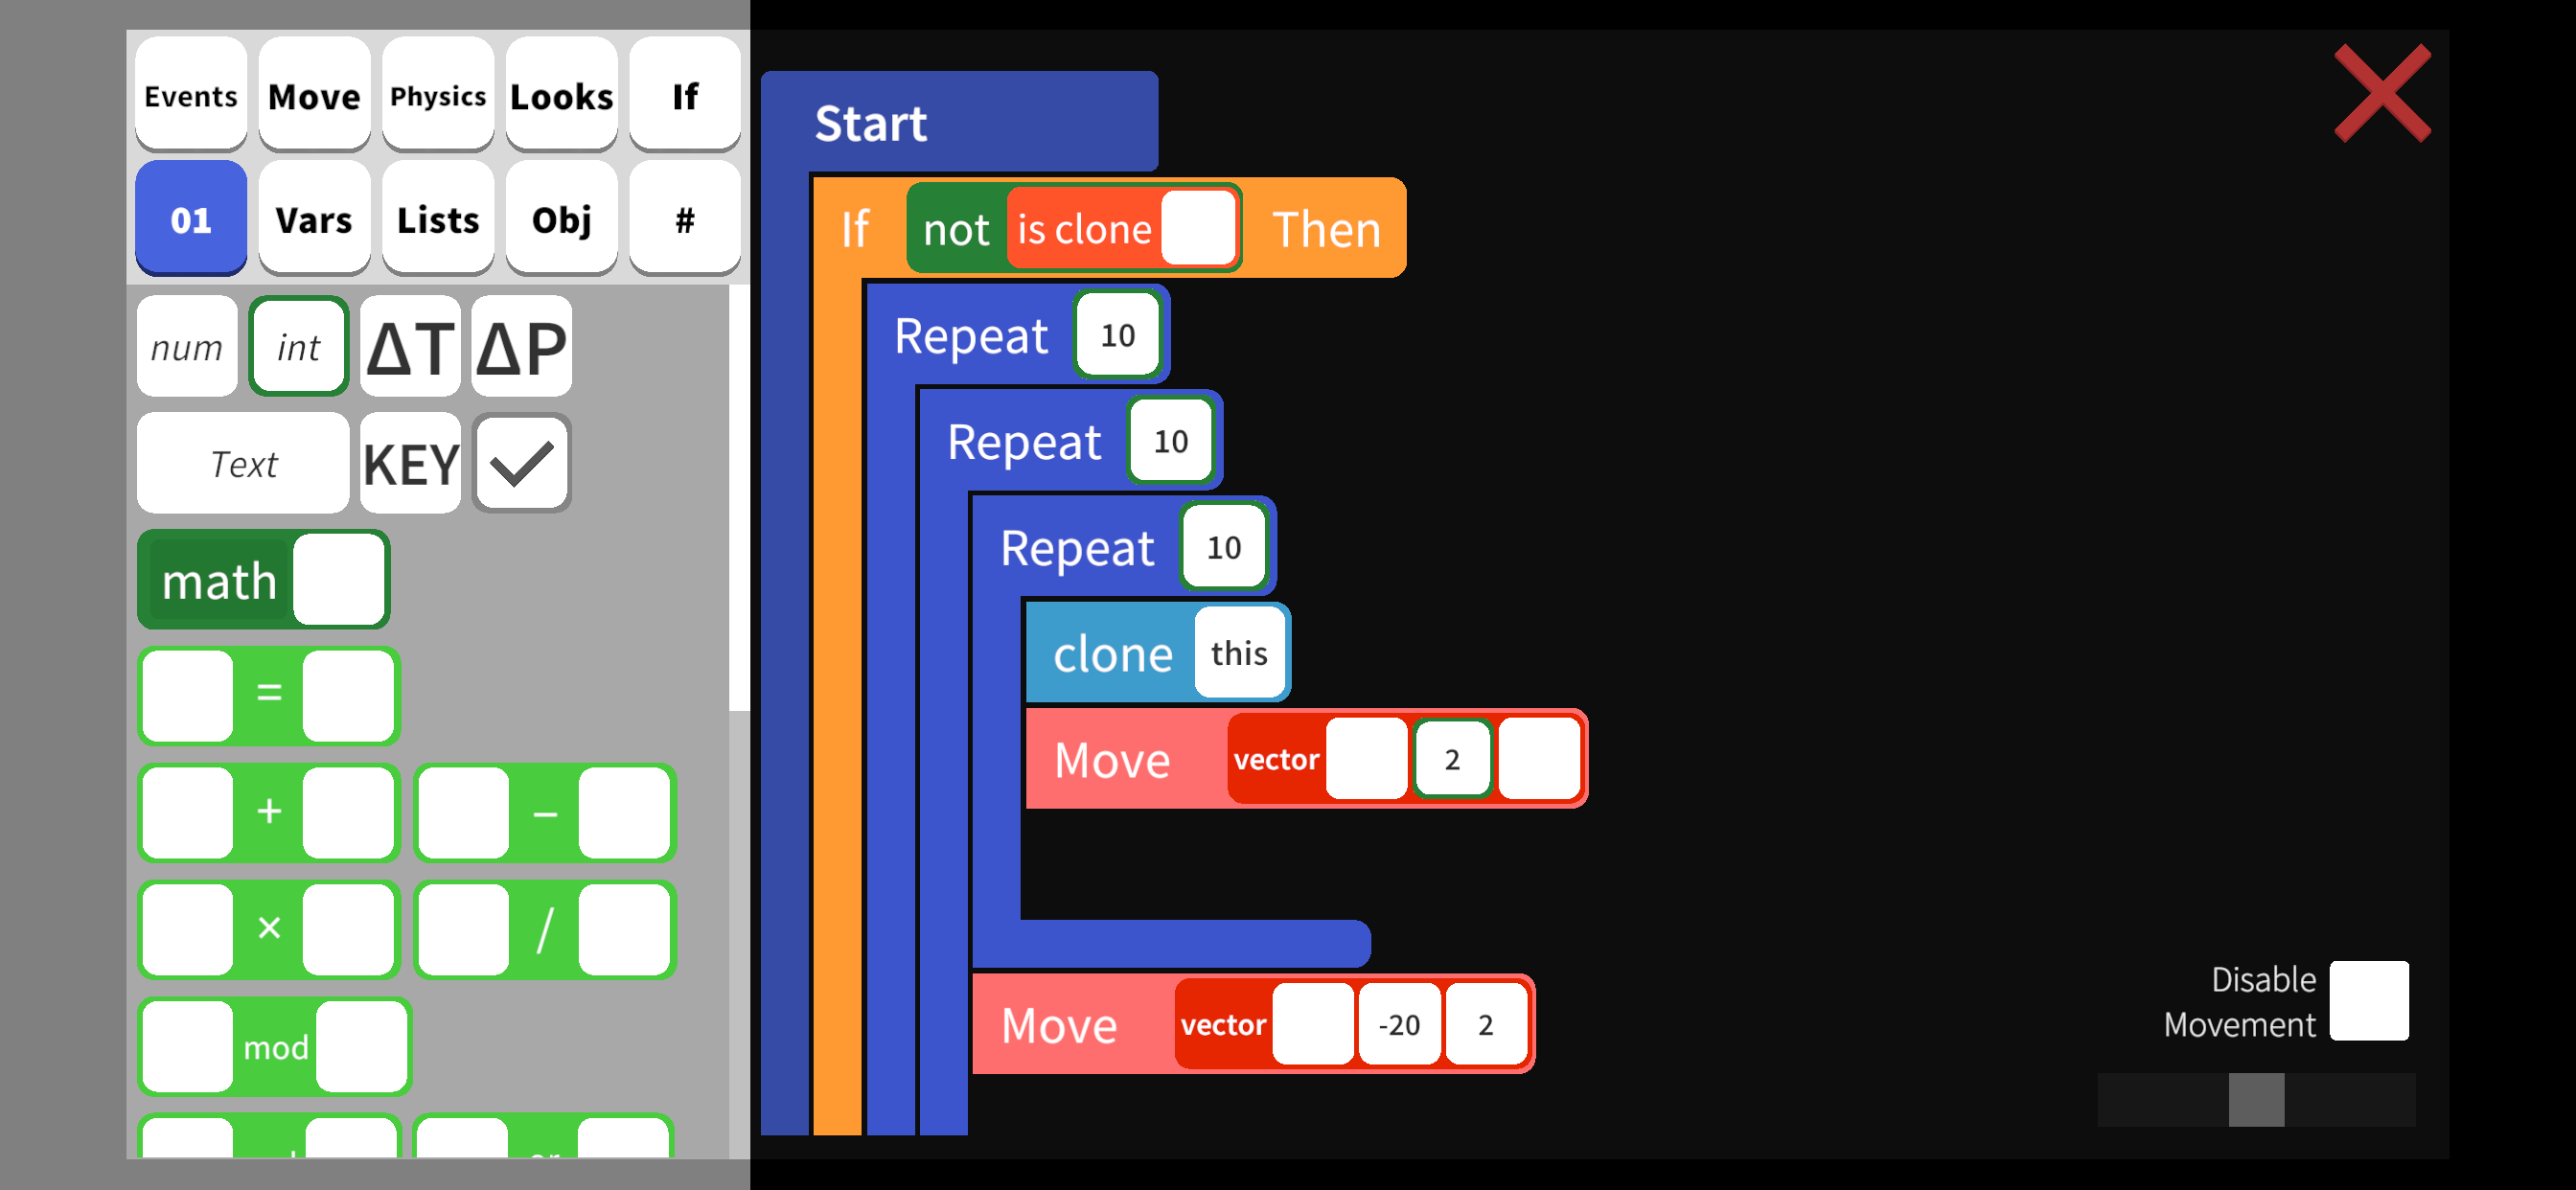 Events Move Physics Looks If
01 Vars Lists Obj #
num int ΔT ΔP
Text KEY
math
=
+ −
× /
mod
Start
If not is clone Then
Repeat 10
Repeat 10
Repeat 10
clone this
Move vector 2
Move vector -20 2
Disable
Movement